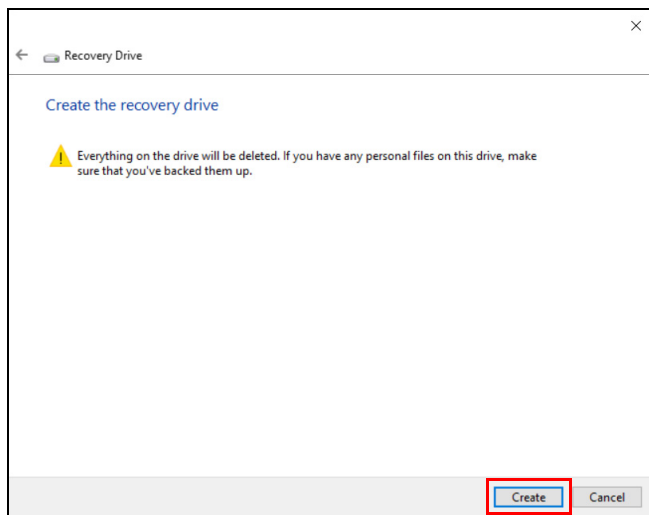 Recovery Drive
Create the recovery drive
Everything on the drive will be deleted. If you have any personal files on this drive, make
sure that you've backed them up.
Create Cancel